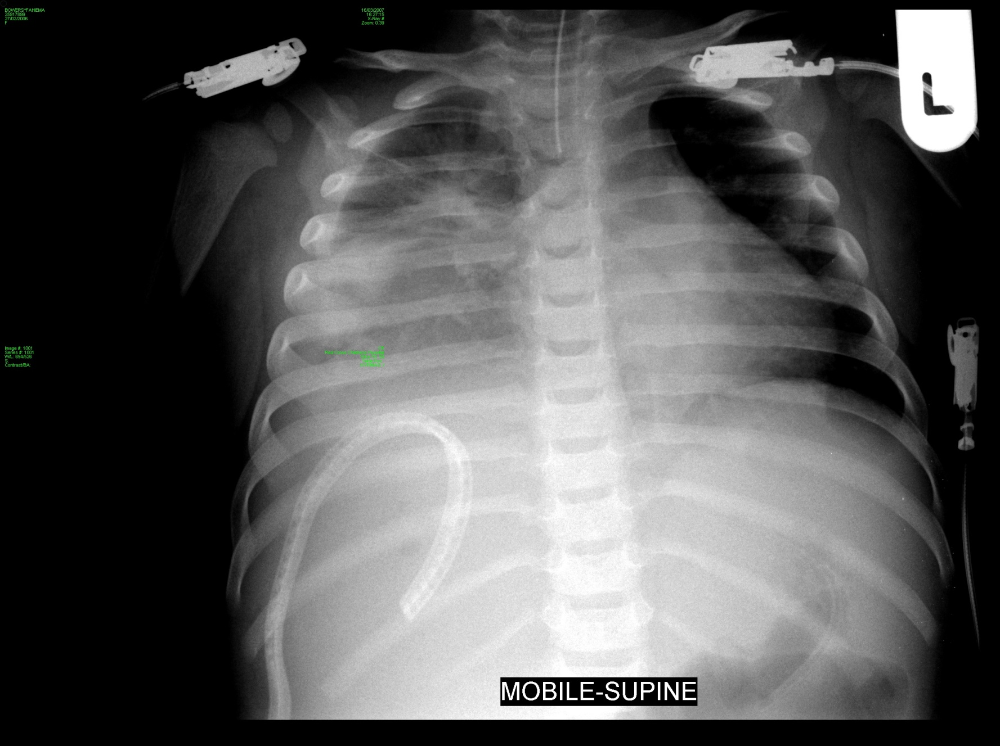 BOWERS^FAHIEMA
25917899
27/02/2006
F
16/03/2007
16:27:15
X-Ray #
Zoom: 0.39
L
Image #: 1001
Series #: 1001
W/L: 694/526
S:
Contrast/BA:
MOBILE-SUPINE